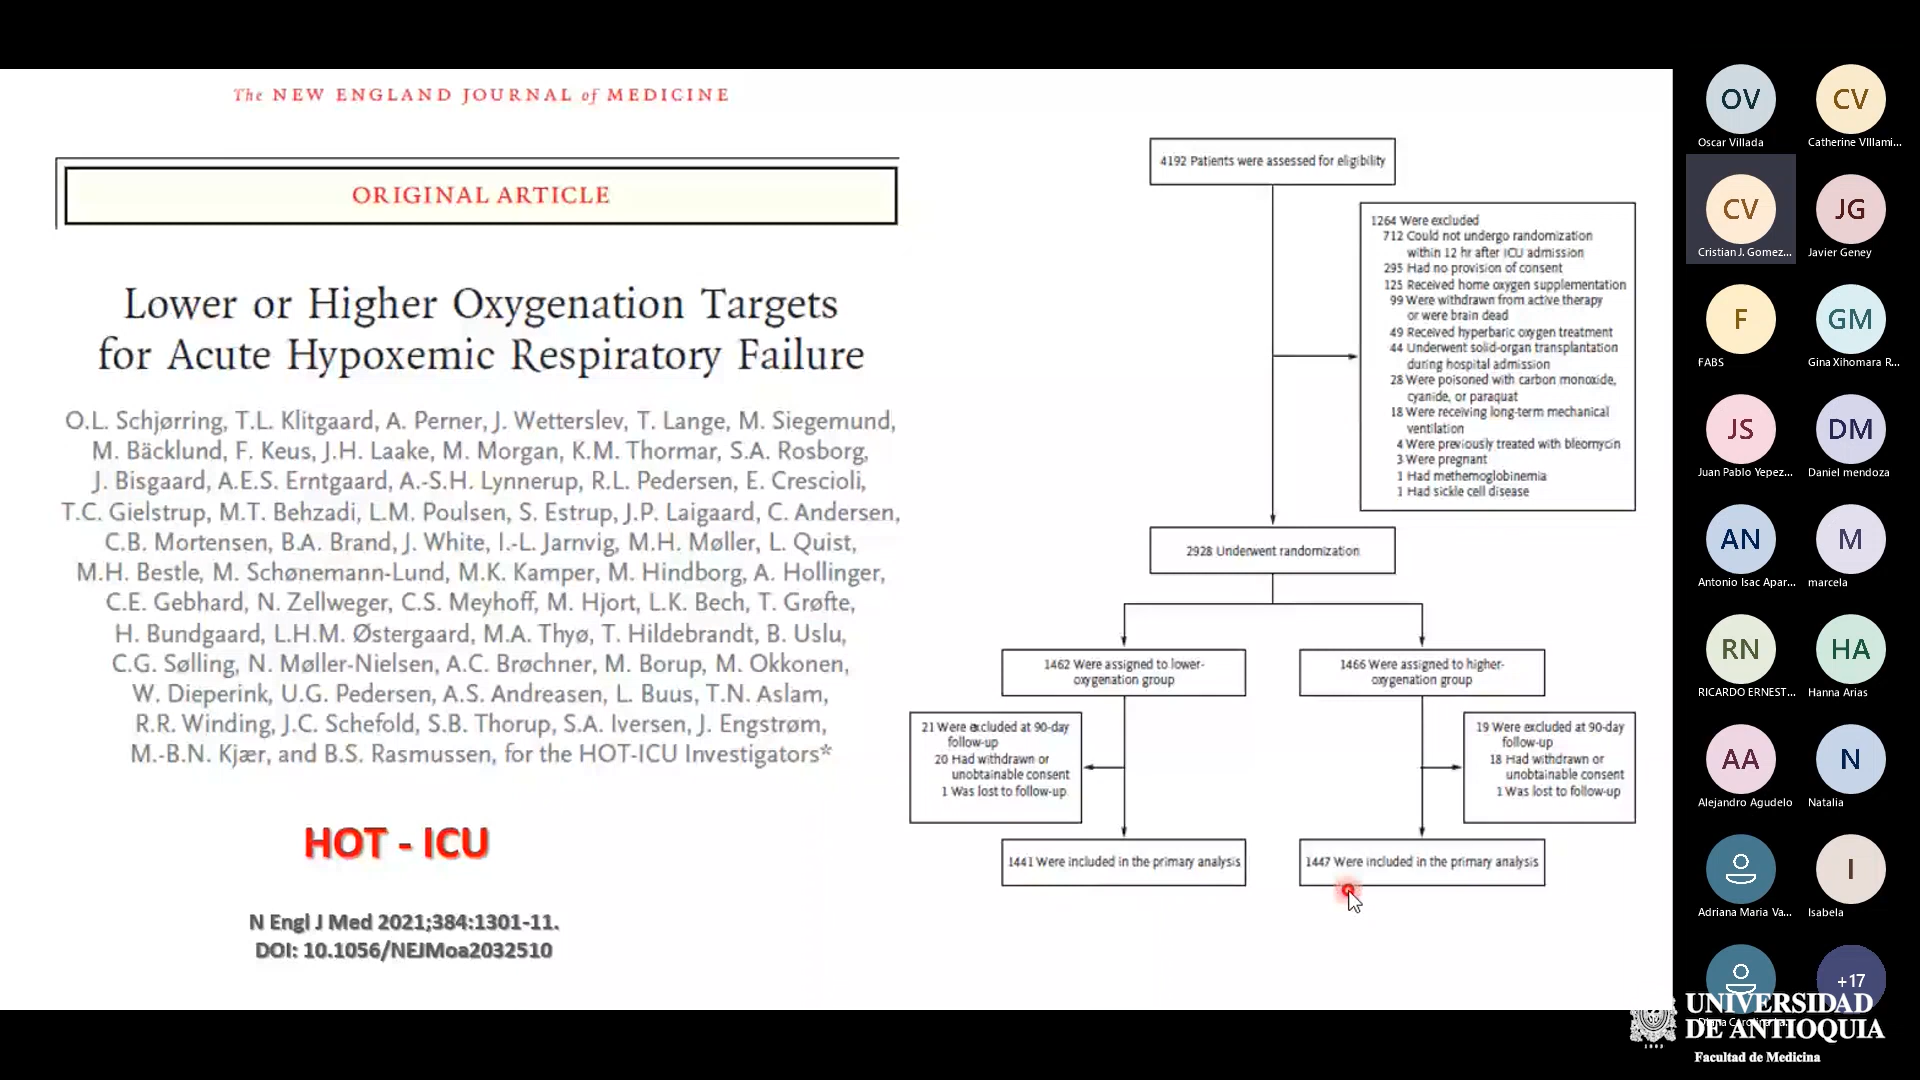 The NEW ENGLAND JOURNAL of MEDICINE
ORIGINAL ARTICLE
Lower or Higher Oxygenation Targets
for Acute Hypoxemic Respiratory Failure
O.L. Schjørring, T.L. Klitgaard, A. Perner, J. Wetterslev, T. Lange, M. Siegemund,
M. Bäcklund, F. Keus, J.H. Laake, M. Morgan, K.M. Thormar, S.A. Rosborg,
J. Bisgaard, A.E.S. Erntgaard, A.-S.H. Lynnerup, R.L. Pedersen, E. Crescioli,
T.C. Gielstrup, M.T. Behzadi, L.M. Poulsen, S. Estrup, J.P. Laigaard, C. Andersen,
C.B. Mortensen, B.A. Brand, J. White, I.-L. Jarnvig, M.H. Møller, L. Quist,
M.H. Bestle, M. Schønemann-Lund, M.K. Kamper, M. Hindborg, A. Hollinger,
C.E. Gebhard, N. Zellweger, C.S. Meyhoff, M. Hjort, L.K. Bech, T. Grøfte,
H. Bundgaard, L.H.M. Østergaard, M.A. Thyø, T. Hildebrandt, B. Uslu,
C.G. Sølling, N. Møller-Nielsen, A.C. Brøchner, M. Borup, M. Okkonen,
W. Dieperink, U.G. Pedersen, A.S. Andreasen, L. Buus, T.N. Aslam,
R.R. Winding, J.C. Schefold, S.B. Thorup, S.A. Iversen, J. Engstrøm,
M.-B.N. Kjær, and B.S. Rasmussen, for the HOT-ICU Investigators*
HOT - ICU
N Engl J Med 2021;384:1301-11.
DOI: 10.1056/NEJMoa2032510
4192 Patients were assessed for eligibility
1264 Were excluded
712 Could not undergo randomization
within 12 hr after ICU admission
295 Had no provision of consent
125 Received home oxygen supplementation
99 Were withdrawn from active therapy
or were brain dead
49 Received hyperbaric oxygen treatment
44 Underwent solid-organ transplantation
during hospital admission
28 Were poisoned with carbon monoxide,
cyanide, or paraquat
18 Were receiving long-term mechanical
ventilation
4 Were previously treated with bleomycin
3 Were pregnant
1 Had methemoglobinemia
1 Had sickle cell disease
2928 Underwent randomization
1462 Were assigned to lower-
oxygenation group
1466 Were assigned to higher-
oxygenation group
21 Were excluded at 90-day
follow-up
20 Had withdrawn or
unobtainable consent
1 Was lost to follow-up
19 Were excluded at 90-day
follow-up
18 Had withdrawn or
unobtainable consent
1 Was lost to follow-up
1441 Were included in the primary analysis
1447 Were included in the primary analysis
OV
Oscar Villada
CV
Catherine VIllami...
CV
Cristian J. Gomez...
JG
Javier Geney
F
FABS
GM
Gina Xihomara R...
JS
Juan Pablo Yepez...
DM
Daniel mendoza
AN
Antonio Isac Apar...
M
marcela
RN
RICARDO ERNEST...
HA
Hanna Arias
AA
Alejandro Agudelo
N
Natalia
Adriana Maria Va...
I
Isabela
+17
UNIVERSIDAD
DE ANTIOQUIA
1803
Facultad de Medicina